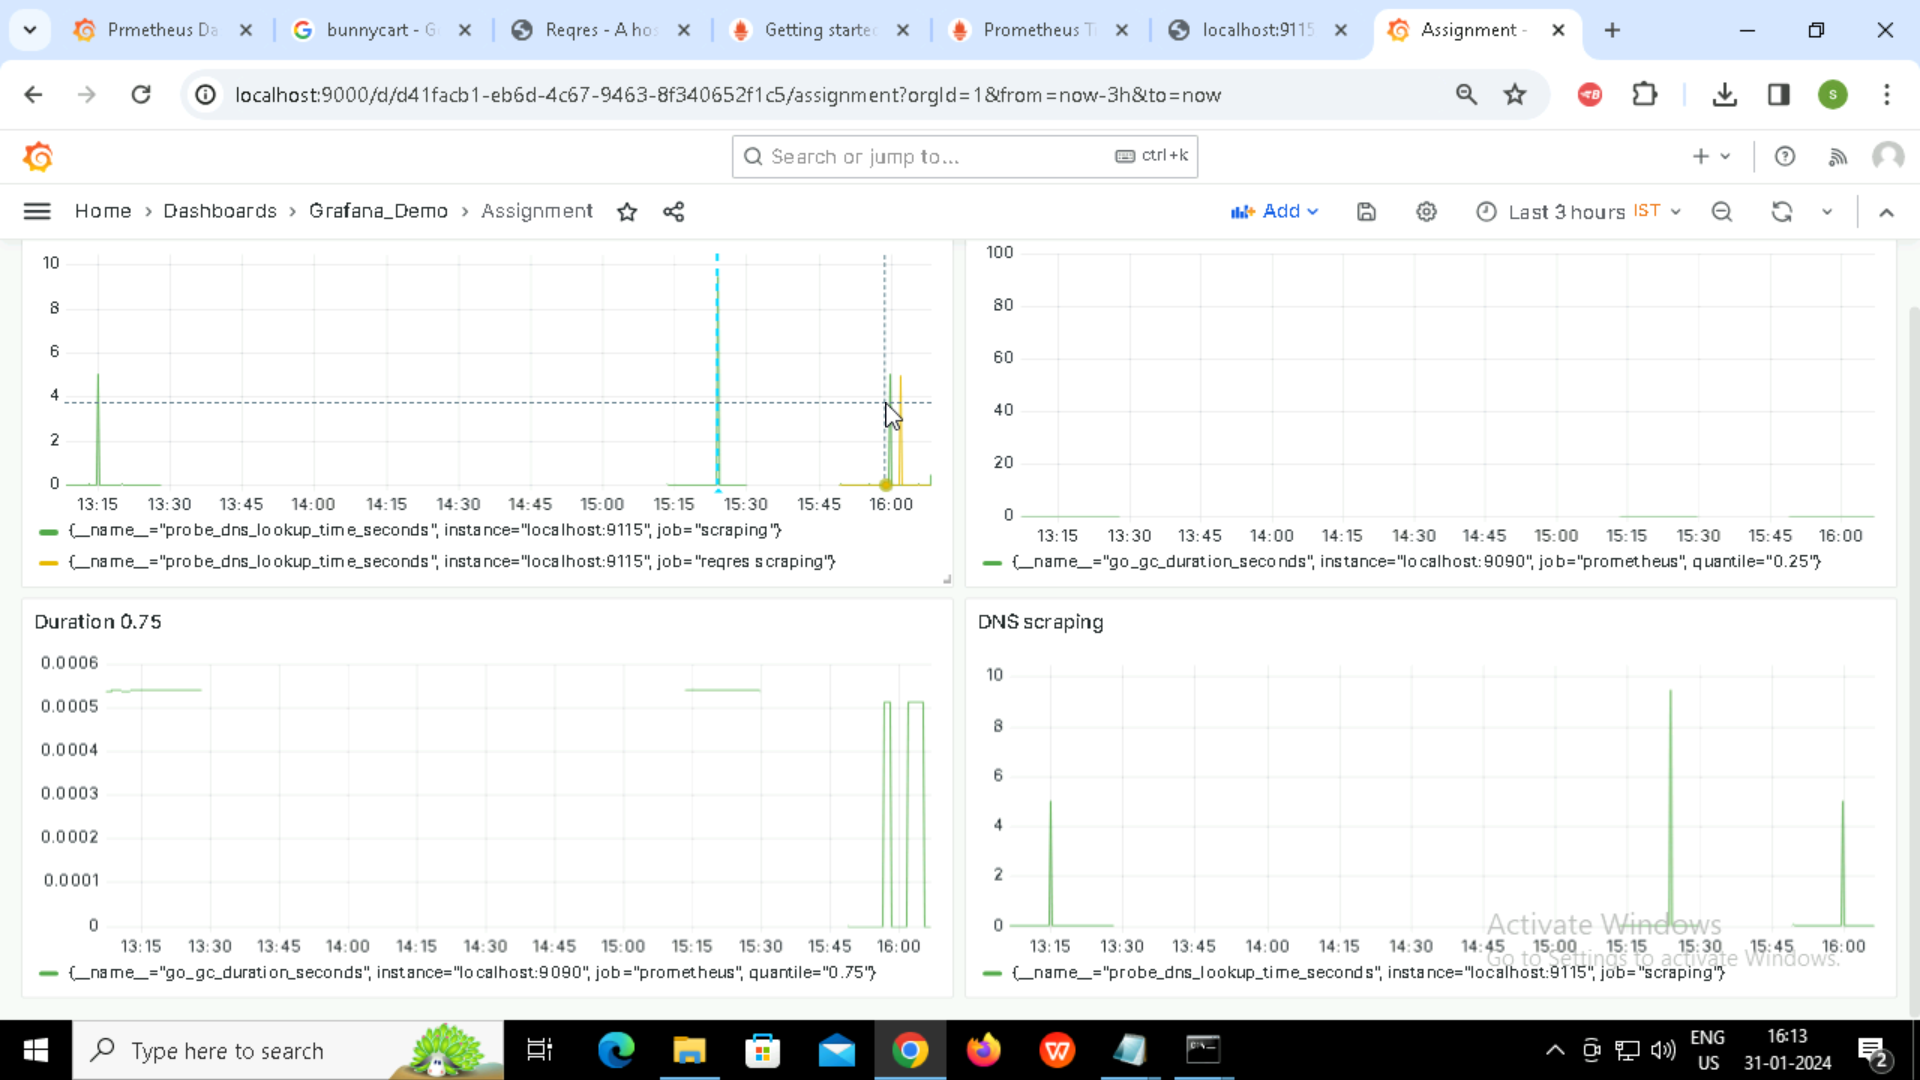 Prmetheus Da
bunnycart - G
Reqres - A hos
Getting starte
Prometheus Ti
localhost:9115
Assignment -
localhost:9000/d/d41facb1-eb6d-4c67-9463-8f340652f1c5/assignment?orgId=1&from=now-3h&to=now
s
Search or jump to...
ctrl+k
Home › Dashboards › Grafana_Demo › Assignment
Add
Last 3 hours IST
10
8
6
4
2
0
13:15 13:30 13:45 14:00 14:15 14:30 14:45 15:00 15:15 15:30 15:45 16:00
{__name__="probe_dns_lookup_time_seconds", instance="localhost:9115", job="scraping"}
{__name__="probe_dns_lookup_time_seconds", instance="localhost:9115", job="reqres scraping"}
100
80
60
40
20
0
13:15 13:30 13:45 14:00 14:15 14:30 14:45 15:00 15:15 15:30 15:45 16:00
{__name__="go_gc_duration_seconds", instance="localhost:9090", job="prometheus", quantile="0.25"}
Duration 0.75
0.0006
0.0005
0.0004
0.0003
0.0002
0.0001
0
13:15 13:30 13:45 14:00 14:15 14:30 14:45 15:00 15:15 15:30 15:45 16:00
{__name__="go_gc_duration_seconds", instance="localhost:9090", job="prometheus", quantile="0.75"}
DNS scraping
10
8
6
4
2
0
13:15 13:30 13:45 14:00 14:15 14:30 14:45 15:00 15:15 15:30 15:45 16:00
{__name__="probe_dns_lookup_time_seconds", instance="localhost:9115", job="scraping"}
Activate Windows
Go to Settings to activate Windows.
Type here to search
ENG
US
16:13
31-01-2024
2